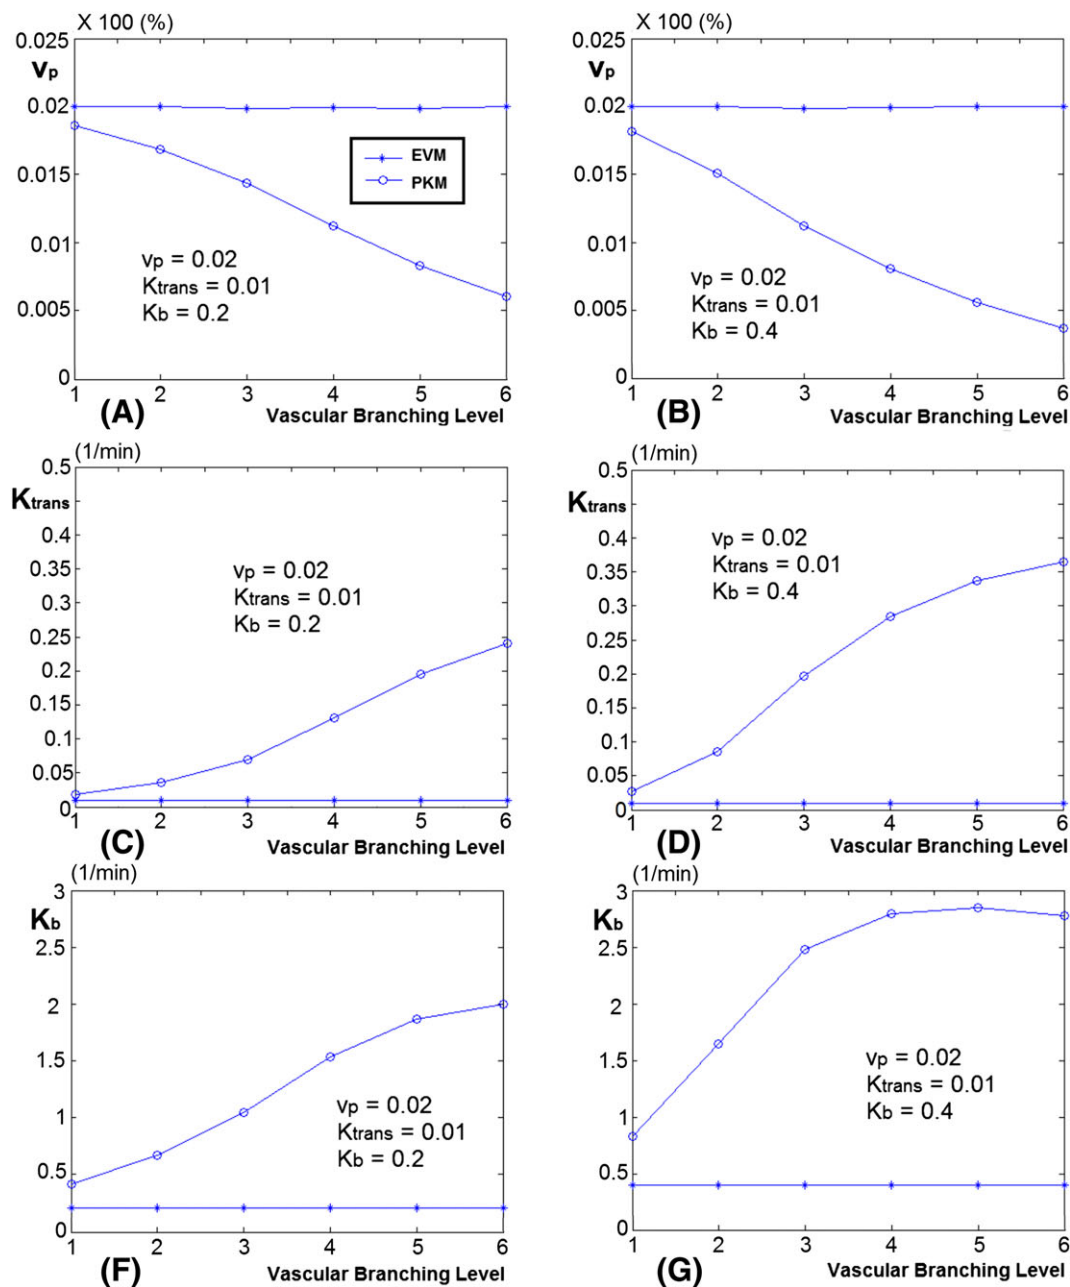 X 100 (%)
0.025
vp
0.02
0.015
0.01
0.005
0
EVM
PKM
vp = 0.02
Ktrans = 0.01
Kb = 0.2
1 2 3 4 5 6
(A) Vascular Branching Level
X 100 (%)
0.025
vp
0.02
0.015
0.01
0.005
0
vp = 0.02
Ktrans = 0.01
Kb = 0.4
1 2 3 4 5 6
(B) Vascular Branching Level
(1/min)
0.5
Ktrans
0.4
0.35
0.3
0.25
0.2
0.15
0.1
0.05
0
vp = 0.02
Ktrans = 0.01
Kb = 0.2
1 2 3 4 5 6
(C) Vascular Branching Level
(1/min)
0.5
Ktrans
0.4
0.35
0.3
0.25
0.2
0.15
0.1
0.05
0
vp = 0.02
Ktrans = 0.01
Kb = 0.4
1 2 3 4 5 6
(D) Vascular Branching Level
(1/min)
3
Kb
2.5
2
1.5
1
0.5
0
vp = 0.02
Ktrans = 0.01
Kb = 0.2
1 2 3 4 5 6
(F) Vascular Branching Level
(1/min)
3
Kb
2.5
2
1.5
1
0.5
0
vp = 0.02
Ktrans = 0.01
Kb = 0.4
1 2 3 4 5 6
(G) Vascular Branching Level